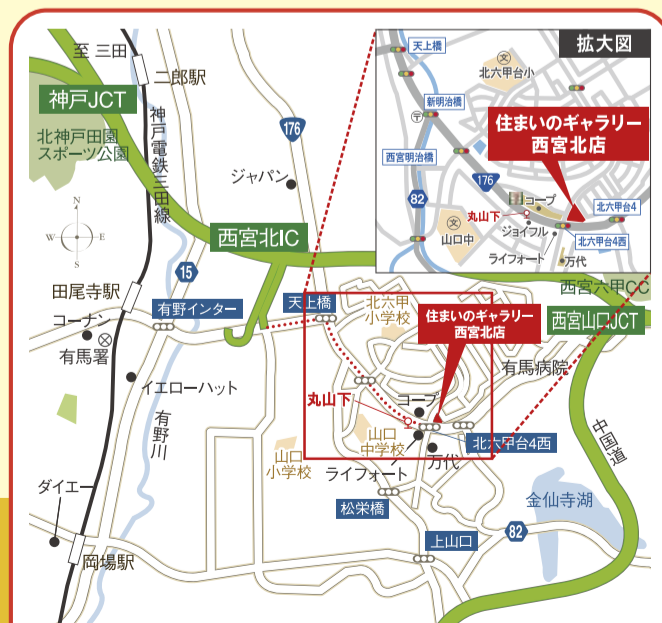 至 三田
二郎駅
神戸JCT
北神戸田園
スポーツ公園
神戸電鉄三田線
176
ジャパン
N
W
E
S
西宮北IC
15
田尾寺駅
コーナン
有馬署
有野インター
天上橋
イエローハット
有野川
ダイエー
岡場駅
北六甲
小学校
住まいのギャラリー
西宮北店
西宮六甲CC
西宮山口JCT
有馬病院
丸山下
コープ
山口
中学校
山口
小学校
北六甲台4西
ライフォート
万代
松栄橋
上山口
82
金仙寺湖
中国道
拡大図
天上橋
文
北六甲台小
新明治橋
〒
西宮明治橋
住まいのギャラリー
西宮北店
176
82
コープ
丸山下
北六甲台4
文
山口中
ジョイフル
北六甲台4西
ライフォート
万代